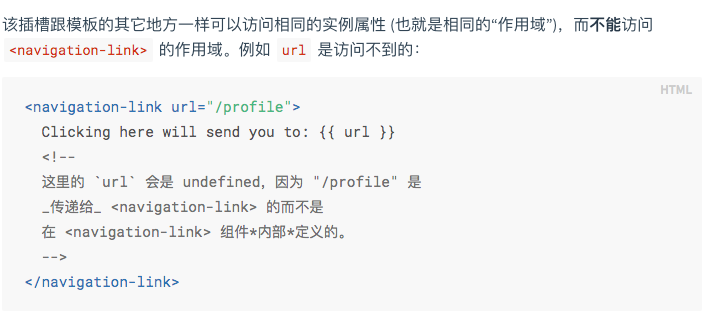 该插槽跟模板的其它地方一样可以访问相同的实例属性 (也就是相同的“作用域”)，而不能访问
<navigation-link> 的作用域。例如 url 是访问不到的：
HTML
<navigation-link url="/profile">
Clicking here will send you to: {{ url }}
<!--
这里的 `url` 会是 undefined，因为 "/profile" 是
_传递给_ <navigation-link> 的而不是
在 <navigation-link> 组件*内部*定义的。
-->
</navigation-link>